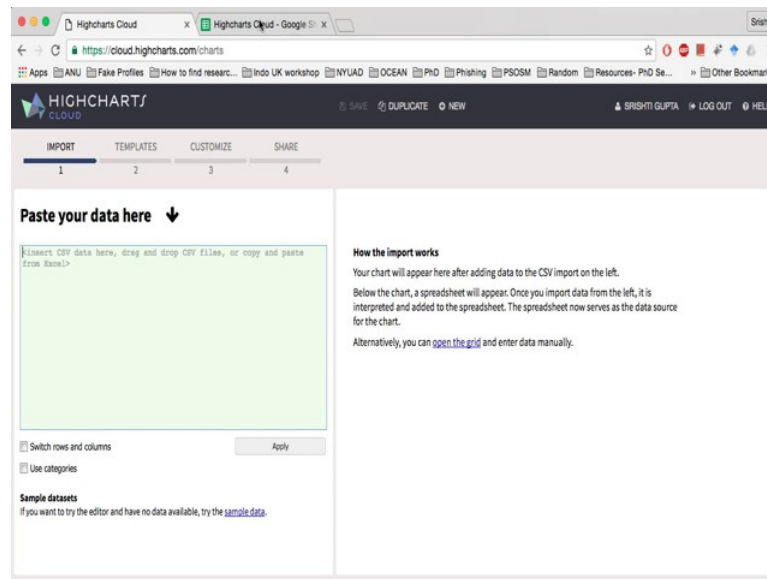 Highcharts Cloud
Highcharts Cloud - Google Sh
Srish
https://cloud.highcharts.com/charts
Apps ANU Fake Profiles How to find researc... Indo UK workshop NYUAD OCEAN PhD Phishing PSOSM Random Resources- PhD Se... » Other Bookmar
HIGHCHARTS
CLOUD
SAVE DUPLICATE NEW SRISHTI GUPTA LOG OUT HEL
IMPORT TEMPLATES CUSTOMIZE SHARE
1 2 3 4
Paste your data here
<insert CSV data here, drag and drop CSV files, or copy and paste
from Excel>
Switch rows and columns
Apply
Use categories
Sample datasets
If you want to try the editor and have no data available, try the sample data.
How the import works
Your chart will appear here after adding data to the CSV import on the left.
Below the chart, a spreadsheet will appear. Once you import data from the left, it is
interpreted and added to the spreadsheet. The spreadsheet now serves as the data source
for the chart.
Alternatively, you can open the grid and enter data manually.